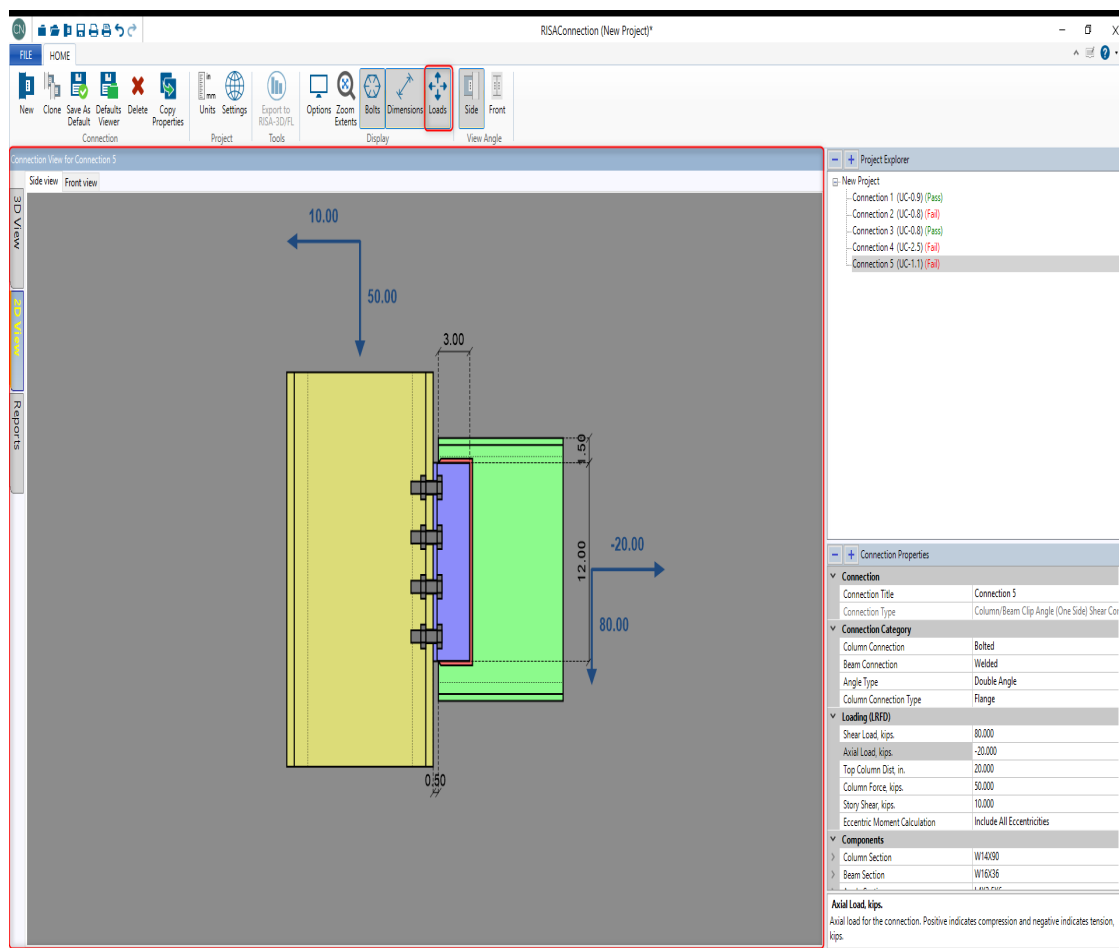 CN
RISAConnection (New Project)*
FILE HOME
New Clone Save As Default Defaults Viewer Delete Copy Properties Units Settings Export to RISA-3D/FL Options Zoom Extents Bolts Dimensions Loads Side Front
in
mm
Connection Project Tools Display View Angle
Connection View for Connection 5
Side view Front view
3D View
2D View
Reports
10.00
50.00
3.00
1.50
12.00
-20.00
80.00
0.50
Project Explorer
New Project
Connection 1 (UC-0.9) (Pass)
Connection 2 (UC-0.8) (Fail)
Connection 3 (UC-0.8) (Pass)
Connection 4 (UC-2.5) (Fail)
Connection 5 (UC-1.1) (Fail)
Connection Properties
Connection
Connection Title Connection 5
Connection Type Column/Beam Clip Angle (One Side) Shear Cor
Connection Category
Column Connection Bolted
Beam Connection Welded
Angle Type Double Angle
Column Connection Type Flange
Loading (LRFD)
Shear Load, kips. 80.000
Axial Load, kips. -20.000
Top Column Dist, in. 20.000
Column Force, kips. 50.000
Story Shear, kips. 10.000
Eccentric Moment Calculation Include All Eccentricities
Components
Column Section W14X90
Beam Section W16X36
Axial Load, kips.
Axial load for the connection. Positive indicates compression and negative indicates tension,
kips.